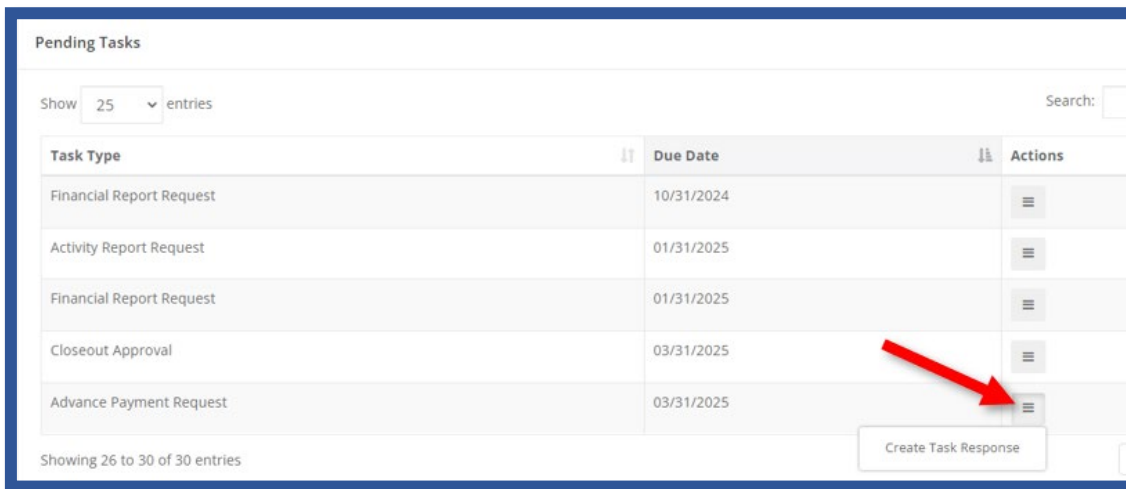 Pending Tasks
Show 25 entries Search:
Task Type Due Date Actions
Financial Report Request 10/31/2024
Activity Report Request 01/31/2025
Financial Report Request 01/31/2025
Closeout Approval 03/31/2025
Advance Payment Request 03/31/2025
Create Task Response
Showing 26 to 30 of 30 entries